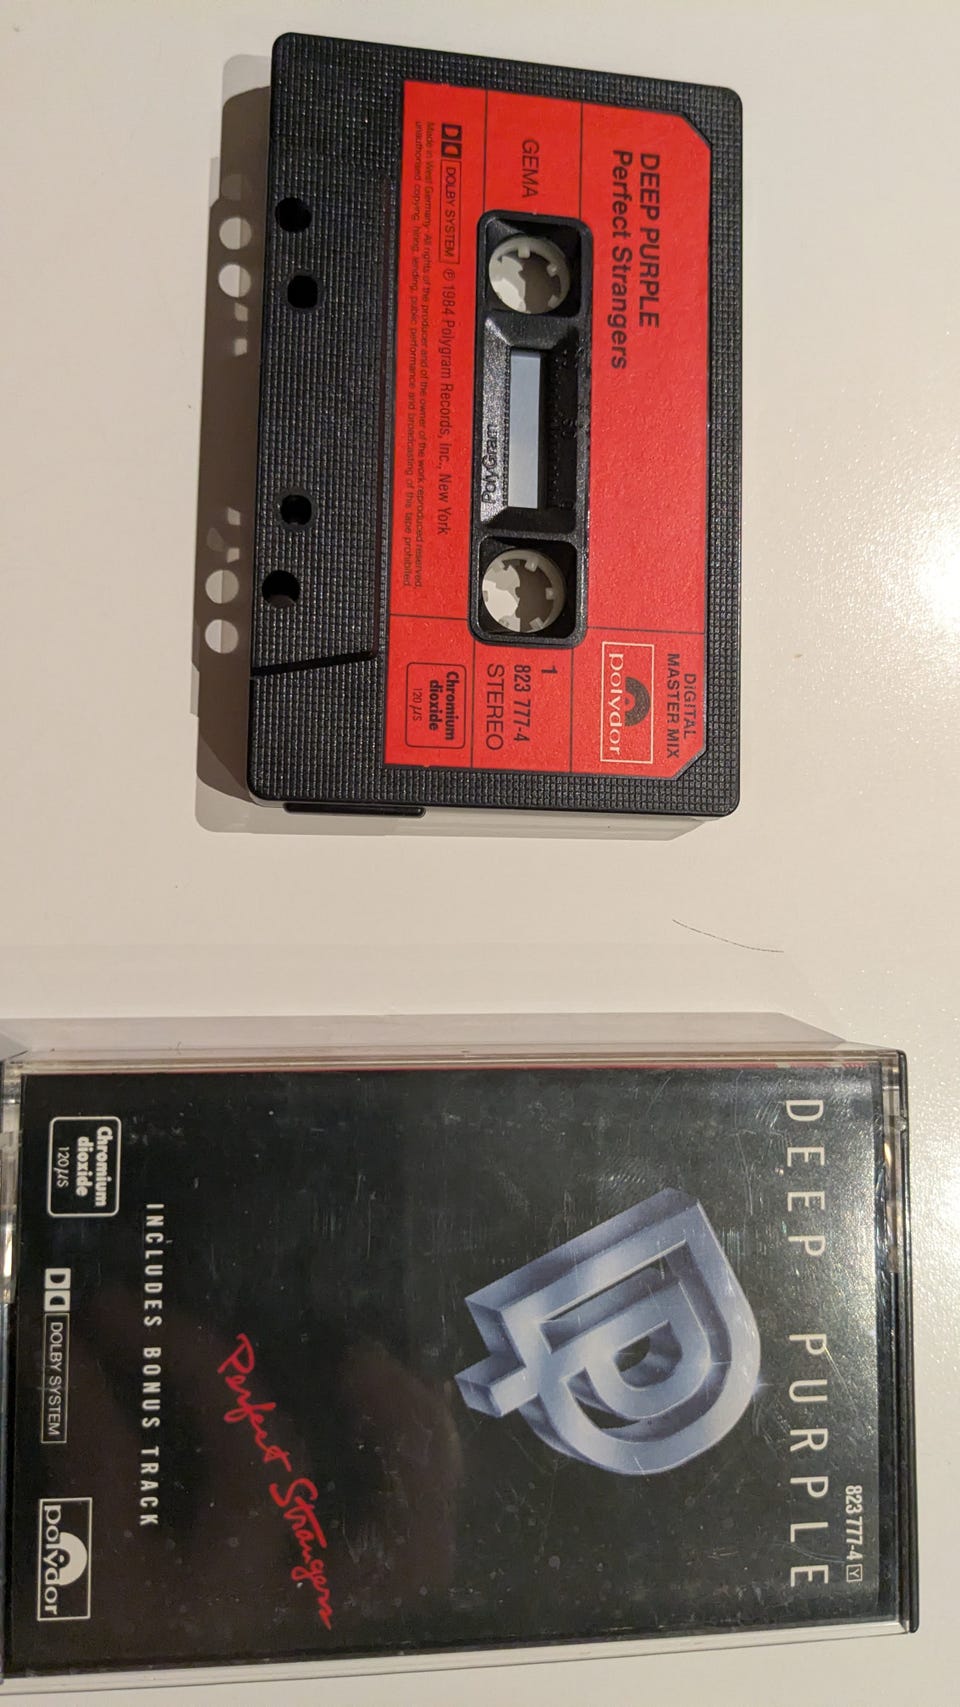 DEEP PURPLE
Perfect Strangers
DIGITAL
MASTER MIX
polydor
GEMA
PolyGram
1
823 777-4
STEREO
DOLBY SYSTEM ℗ 1984 Polygram Records, Inc., New York
Made in West Germany. All rights of the producer and of the owner of the work reproduced reserved.
unauthorised copying, hiring, lending, public performance and broadcasting of this tape prohibited.
Chromium
dioxide
120 µs
823 777-4 Y
DEEP PURPLE
Perfect Strangers
INCLUDES BONUS TRACK
Chromium
dioxide
120 µs
DOLBY SYSTEM
polydor